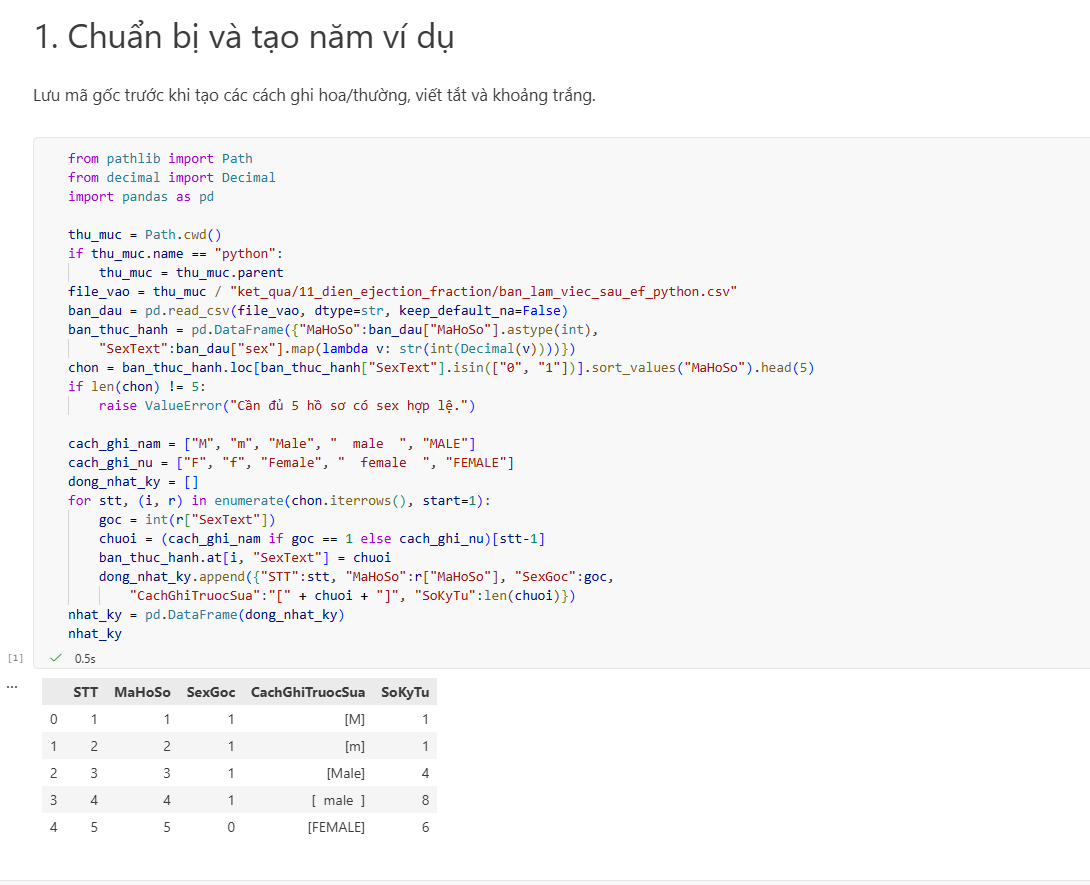 1. Chuẩn bị và tạo năm ví dụ
Lưu mã gốc trước khi tạo các cách ghi hoa/thường, viết tắt và khoảng trắng.
from pathlib import Path
from decimal import Decimal
import pandas as pd

thu_muc = Path.cwd()
if thu_muc.name == "python":
    thu_muc = thu_muc.parent
file_vao = thu_muc / "ket_qua/11_dien_ejection_fraction/ban_lam_viec_sau_ef_python.csv"
ban_dau = pd.read_csv(file_vao, dtype=str, keep_default_na=False)
ban_thuc_hanh = pd.DataFrame({"MaHoSo":ban_dau["MaHoSo"].astype(int),
    "SexText":ban_dau["sex"].map(lambda v: str(int(Decimal(v))))})
chon = ban_thuc_hanh.loc[ban_thuc_hanh["SexText"].isin(["0", "1"])].sort_values("MaHoSo").head(5)
if len(chon) != 5:
    raise ValueError("Cần đủ 5 hồ sơ có sex hợp lệ.")

cach_ghi_nam = ["M", "m", "Male", "  male  ", "MALE"]
cach_ghi_nu = ["F", "f", "Female", "  female  ", "FEMALE"]
dong_nhat_ky = []
for stt, (i, r) in enumerate(chon.iterrows(), start=1):
    goc = int(r["SexText"])
    chuoi = (cach_ghi_nam if goc == 1 else cach_ghi_nu)[stt-1]
    ban_thuc_hanh.at[i, "SexText"] = chuoi
    dong_nhat_ky.append({"STT":stt, "MaHoSo":r["MaHoSo"], "SexGoc":goc,
        "CachGhiTruocSua":"[" + chuoi + "]", "SoKyTu":len(chuoi)})
nhat_ky = pd.DataFrame(dong_nhat_ky)
nhat_ky
[1] ✓ 0.5s
... STT MaHoSo SexGoc CachGhiTruocSua SoKyTu
0 1 1 1 [M] 1
1 2 2 1 [m] 1
2 3 3 1 [Male] 4
3 4 4 1 [  male  ] 8
4 5 5 0 [FEMALE] 6